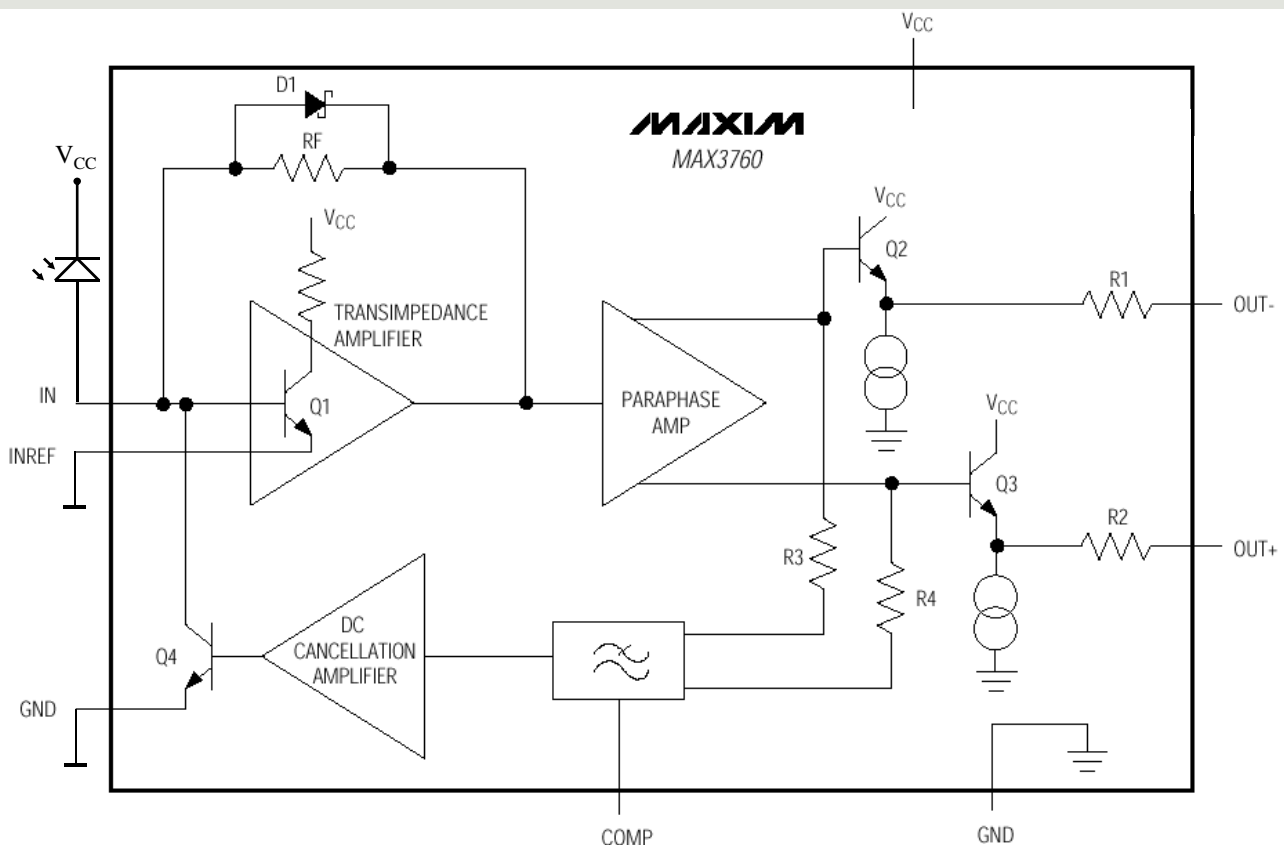 VCC
D1
MAXIM
MAX3760
RF
VCC
VCC
VCC
Q2
R1
OUT-
TRANSIMPEDANCE
AMPLIFIER
IN
Q1
PARAPHASE
AMP
VCC
INREF
Q3
R2
OUT+
R3
R4
DC
CANCELLATION
AMPLIFIER
Q4
GND
COMP
GND